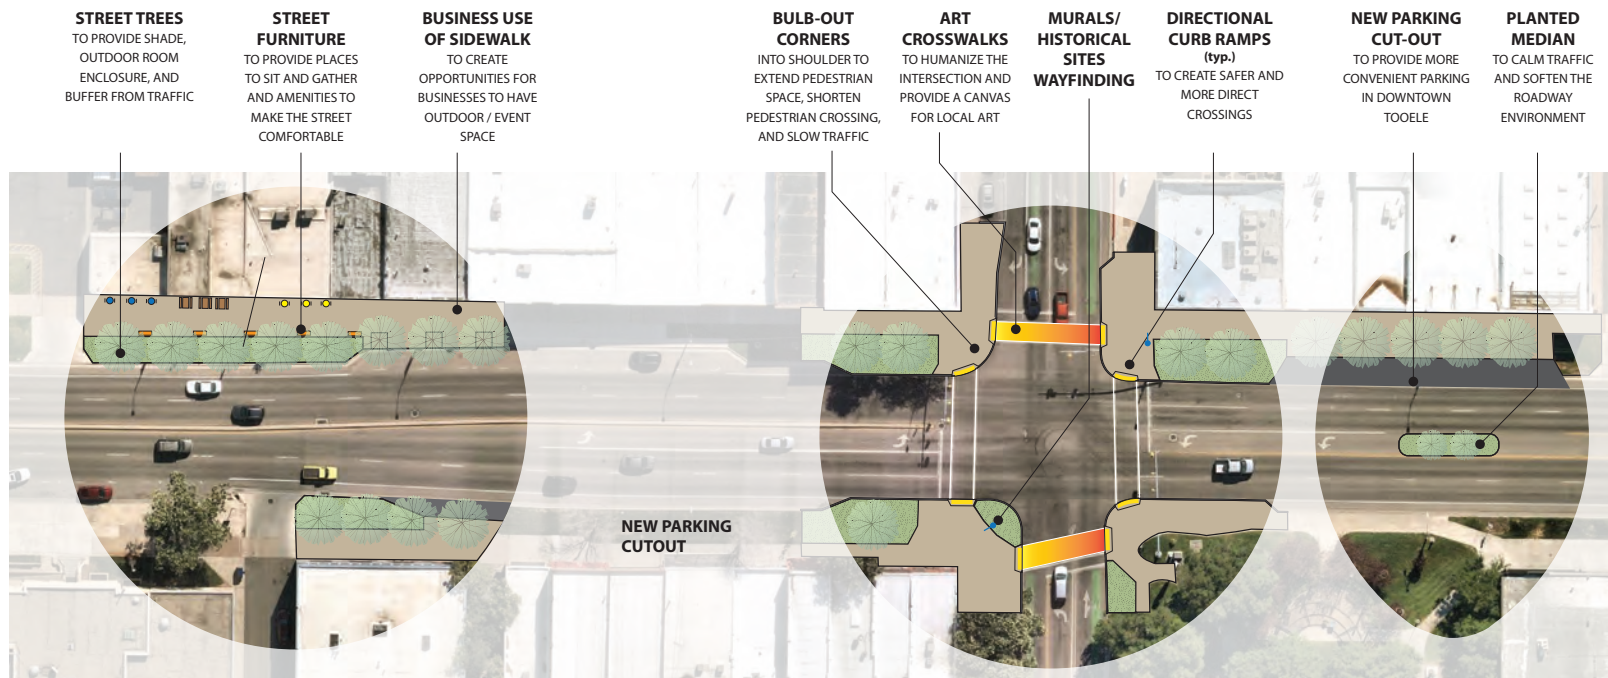 STREET TREES
TO PROVIDE SHADE,
OUTDOOR ROOM
ENCLOSURE, AND
BUFFER FROM TRAFFIC
STREET
FURNITURE
TO PROVIDE PLACES
TO SIT AND GATHER
AND AMENITIES TO
MAKE THE STREET
COMFORTABLE
BUSINESS USE
OF SIDEWALK
TO CREATE
OPPORTUNITIES FOR
BUSINESSES TO HAVE
OUTDOOR / EVENT
SPACE
BULB-OUT
CORNERS
INTO SHOULDER TO
EXTEND PEDESTRIAN
SPACE, SHORTEN
PEDESTRIAN CROSSING,
AND SLOW TRAFFIC
ART
CROSSWALKS
TO HUMANIZE THE
INTERSECTION AND
PROVIDE A CANVAS
FOR LOCAL ART
MURALS/
HISTORICAL
SITES
WAYFINDING
DIRECTIONAL
CURB RAMPS
(typ.)
TO CREATE SAFER AND
MORE DIRECT
CROSSINGS
NEW PARKING
CUT-OUT
TO PROVIDE MORE
CONVENIENT PARKING
IN DOWNTOWN
TOOELE
PLANTED
MEDIAN
TO CALM TRAFFIC
AND SOFTEN THE
ROADWAY
ENVIRONMENT
NEW PARKING
CUTOUT